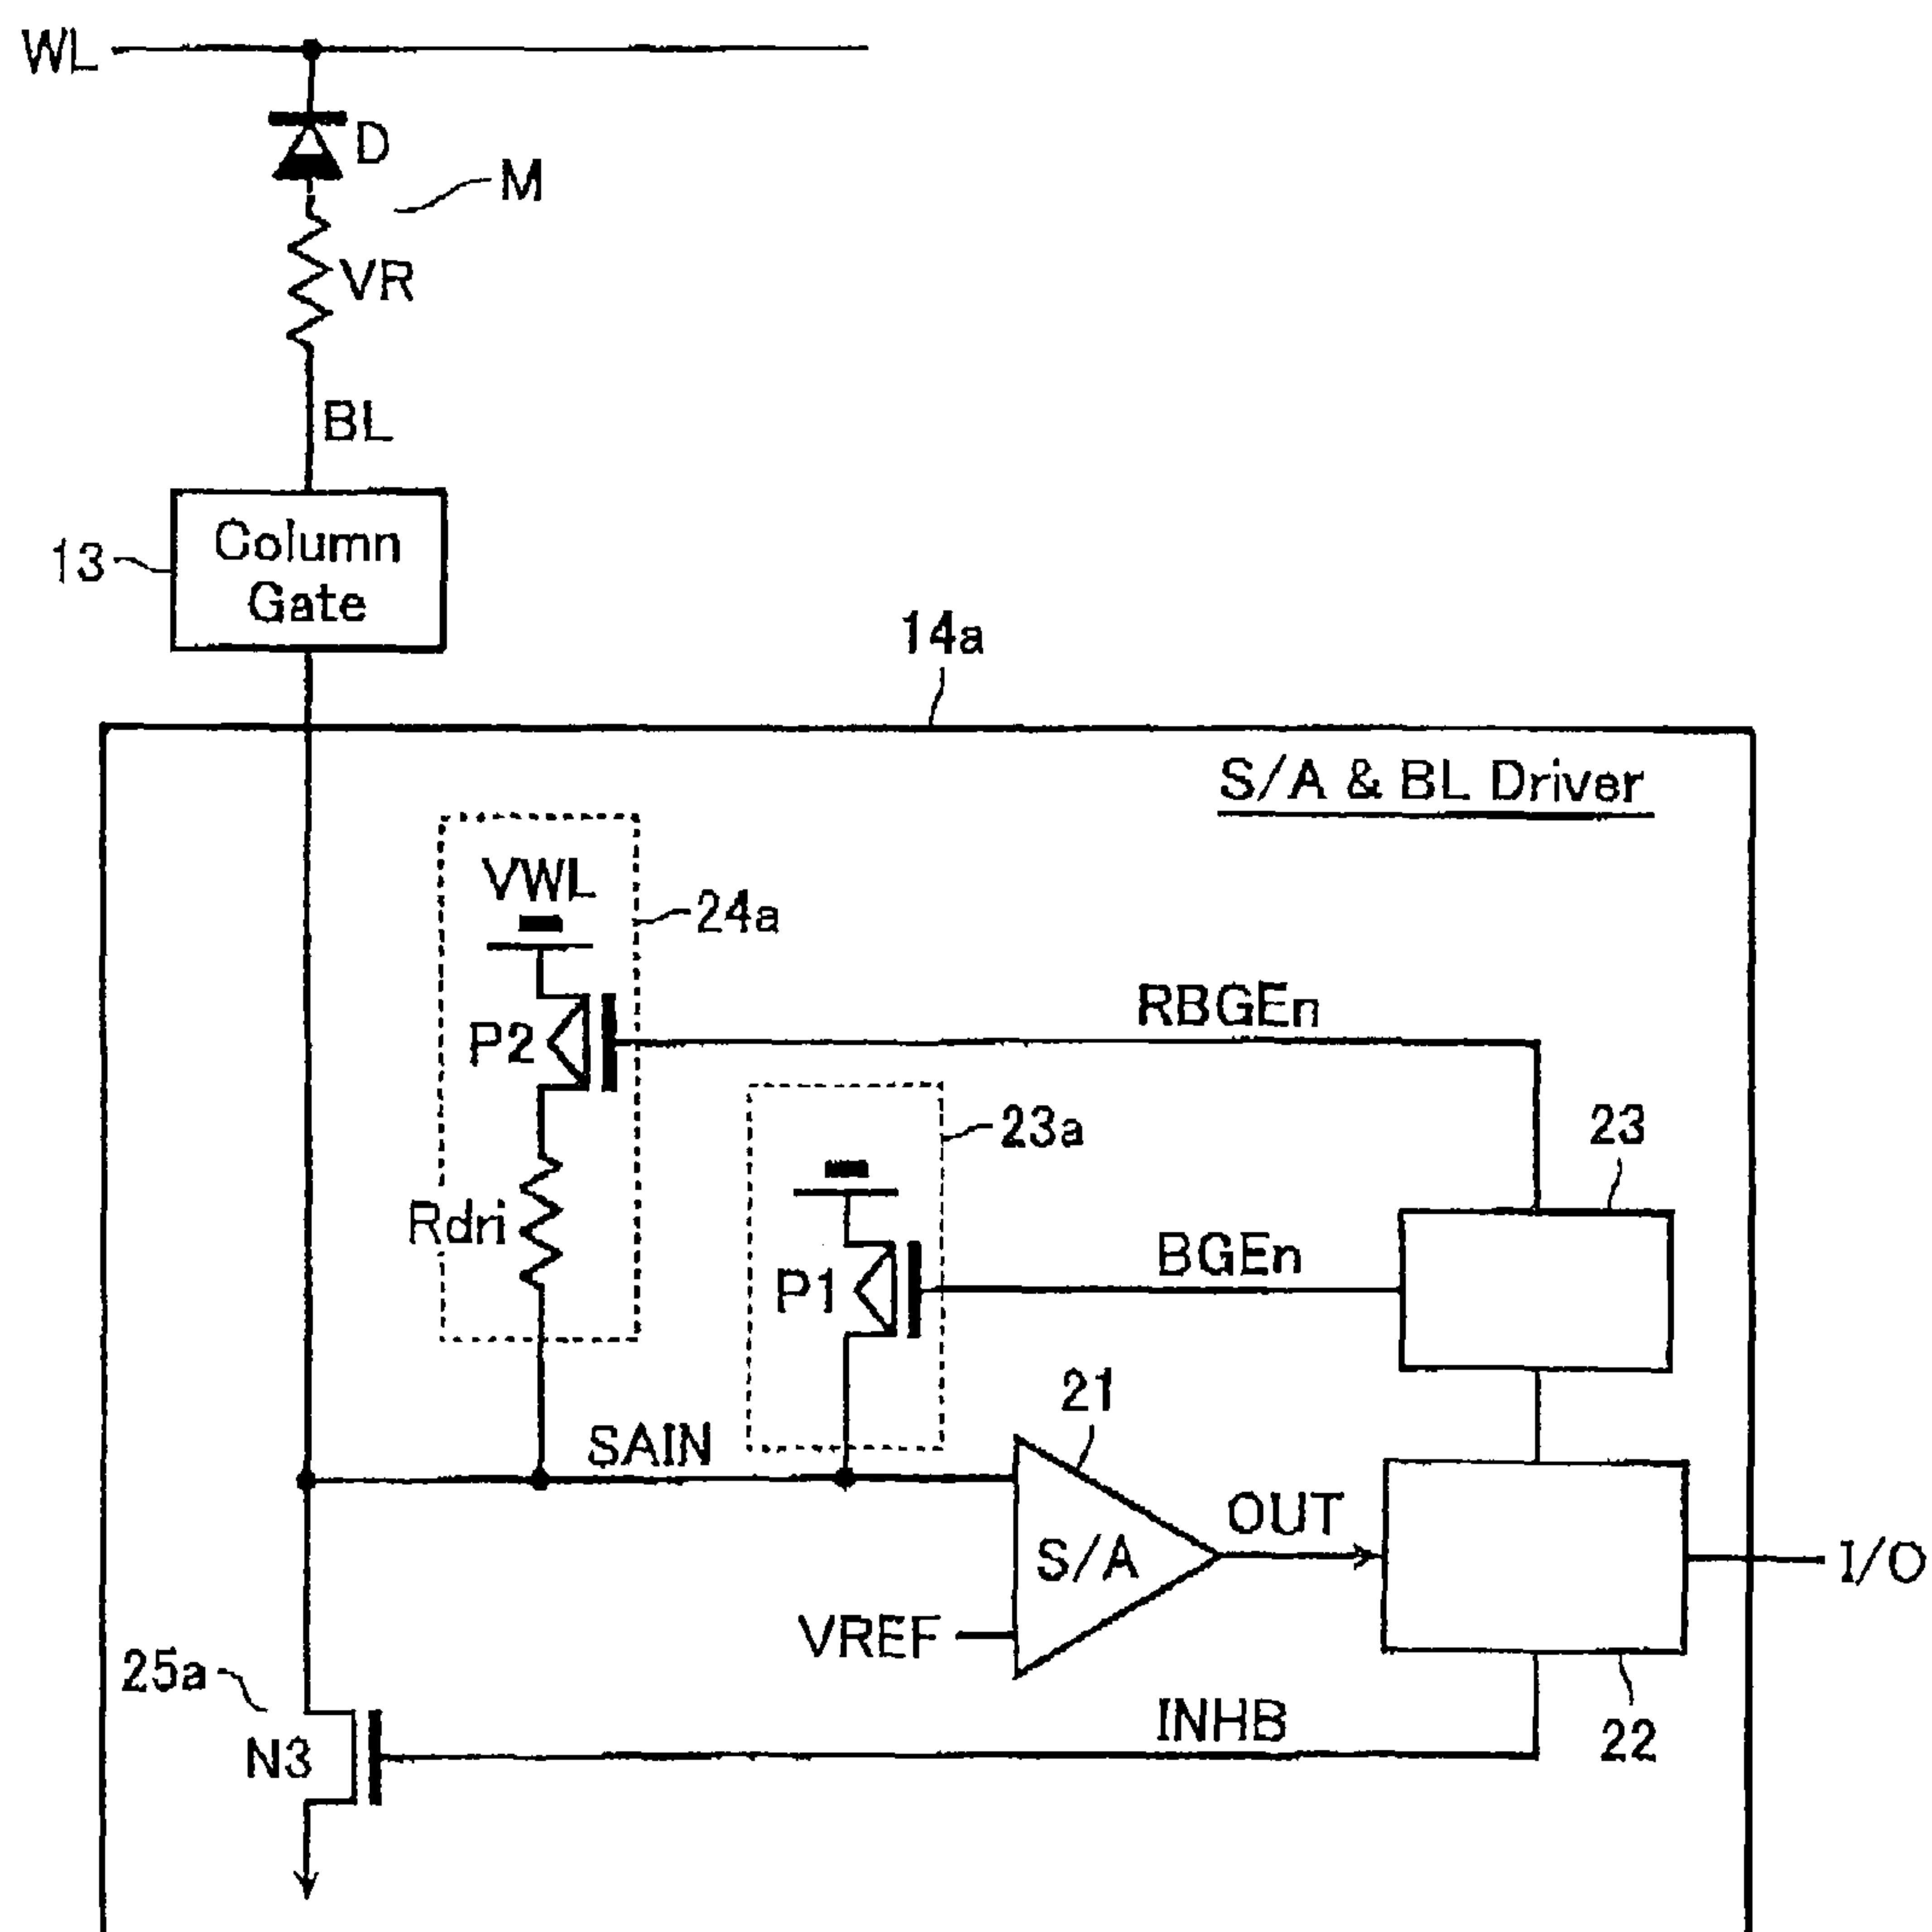 WL
D
M
VR
BL
13
Column
Gate
14a
S/A & BL Driver
VWL
24a
RBGEn
P2
23a
23
Rdri
BGEn
P1
21
SAIN
OUT
S/A
I/O
VREF
25a
INHB
22
N3